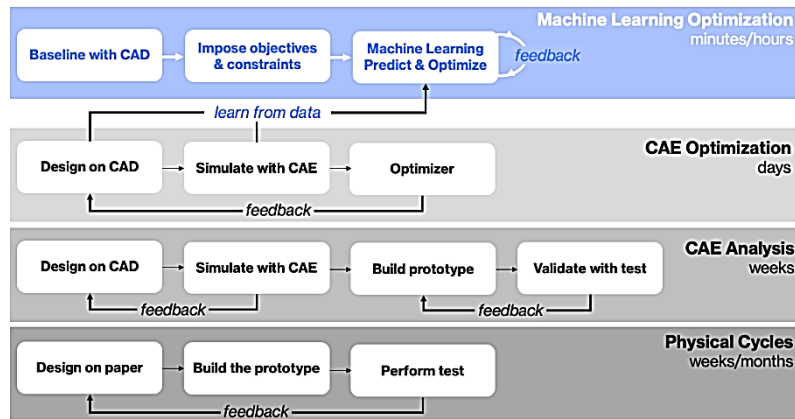 Machine Learning Optimization
minutes/hours
Baseline with CAD
Impose objectives
& constraints
Machine Learning
Predict & Optimize
feedback
learn from data
CAE Optimization
days
Design on CAD
Simulate with CAE
Optimizer
feedback
CAE Analysis
weeks
Design on CAD
Simulate with CAE
Build prototype
Validate with test
feedback
feedback
Physical Cycles
weeks/months
Design on paper
Build the prototype
Perform test
feedback